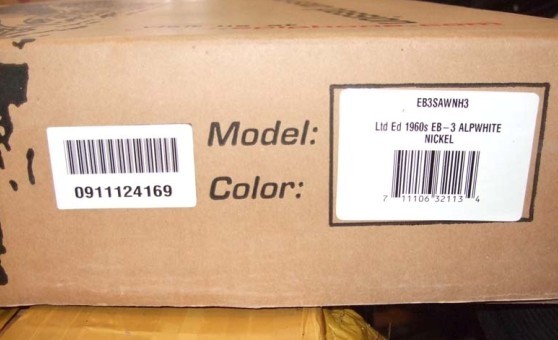 Model:
Color:
0911124169
EB3SAWNH3
Ltd Ed 1960s EB-3 ALPWHITE
NICKEL
7 11106 32113 4